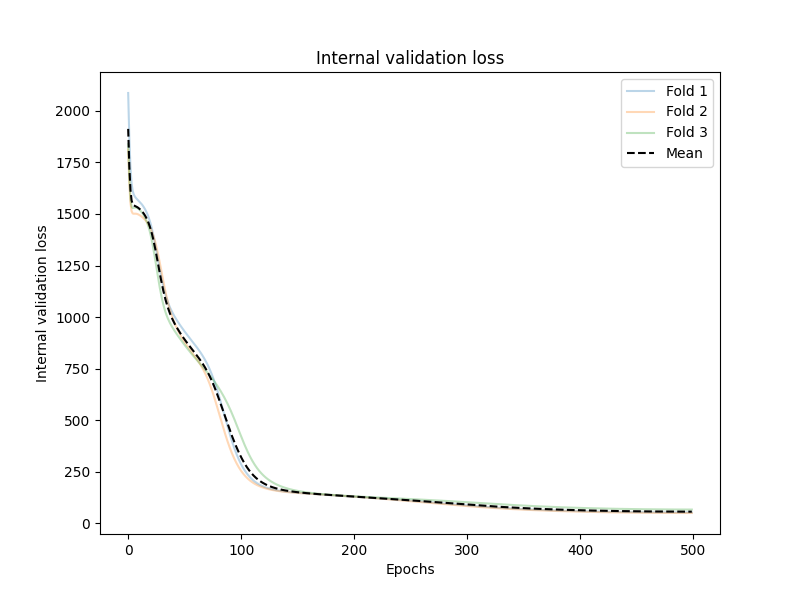 Internal validation loss
Fold 1
Fold 2
Fold 3
Mean
Internal validation loss
2000
1750
1500
1250
1000
750
500
250
0
0
100
200
300
400
500
Epochs